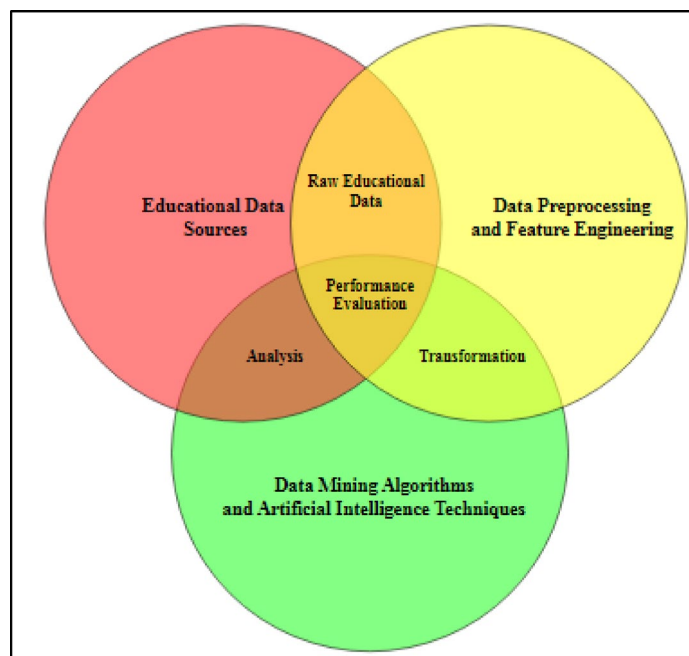 Raw Educational
Data
Educational Data
Sources
Data Preprocessing
and Feature Engineering
Performance
Evaluation
Analysis
Transformation
Data Mining Algorithms
and Artificial Intelligence Techniques